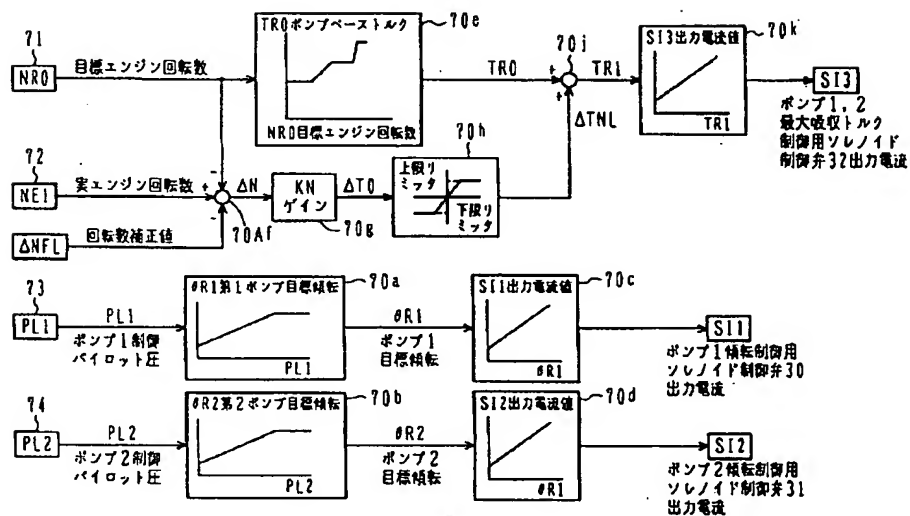 71
NR0
目標エンジン回転数
TR0ポンプベーストルク
NR0目標エンジン回転数
70e
TR0
70j
TR1
SI3出力電流値
TR1
70k
SI3
ポンプ1, 2
最大吸収トルク
制御用ソレノイド
制御弁32出力電流
72
NE1
実エンジン回転数
ΔNFL
回転数補正値
-
+
-
70Af
ΔN
KN
ゲイン
70g
ΔT0
70h
上限リ
ミッタ
下限リ
ミッタ
ΔTNL
+
+
73
PL1
PL1
ポンプ1制御
パイロット圧
θR1第1ポンプ目標傾転
PL1
70a
θR1
ポンプ1
目標傾転
SI1出力電流値
θR1
70c
SI1
ポンプ1傾転制御用
ソレノイド制御弁30
出力電流
74
PL2
PL2
ポンプ2制御
パイロット圧
θR2第2ポンプ目標傾転
PL2
70b
θR2
ポンプ2
目標傾転
SI2出力電流値
θR1
70d
SI2
ポンプ2傾転制御用
ソレノイド制御弁31
出力電流